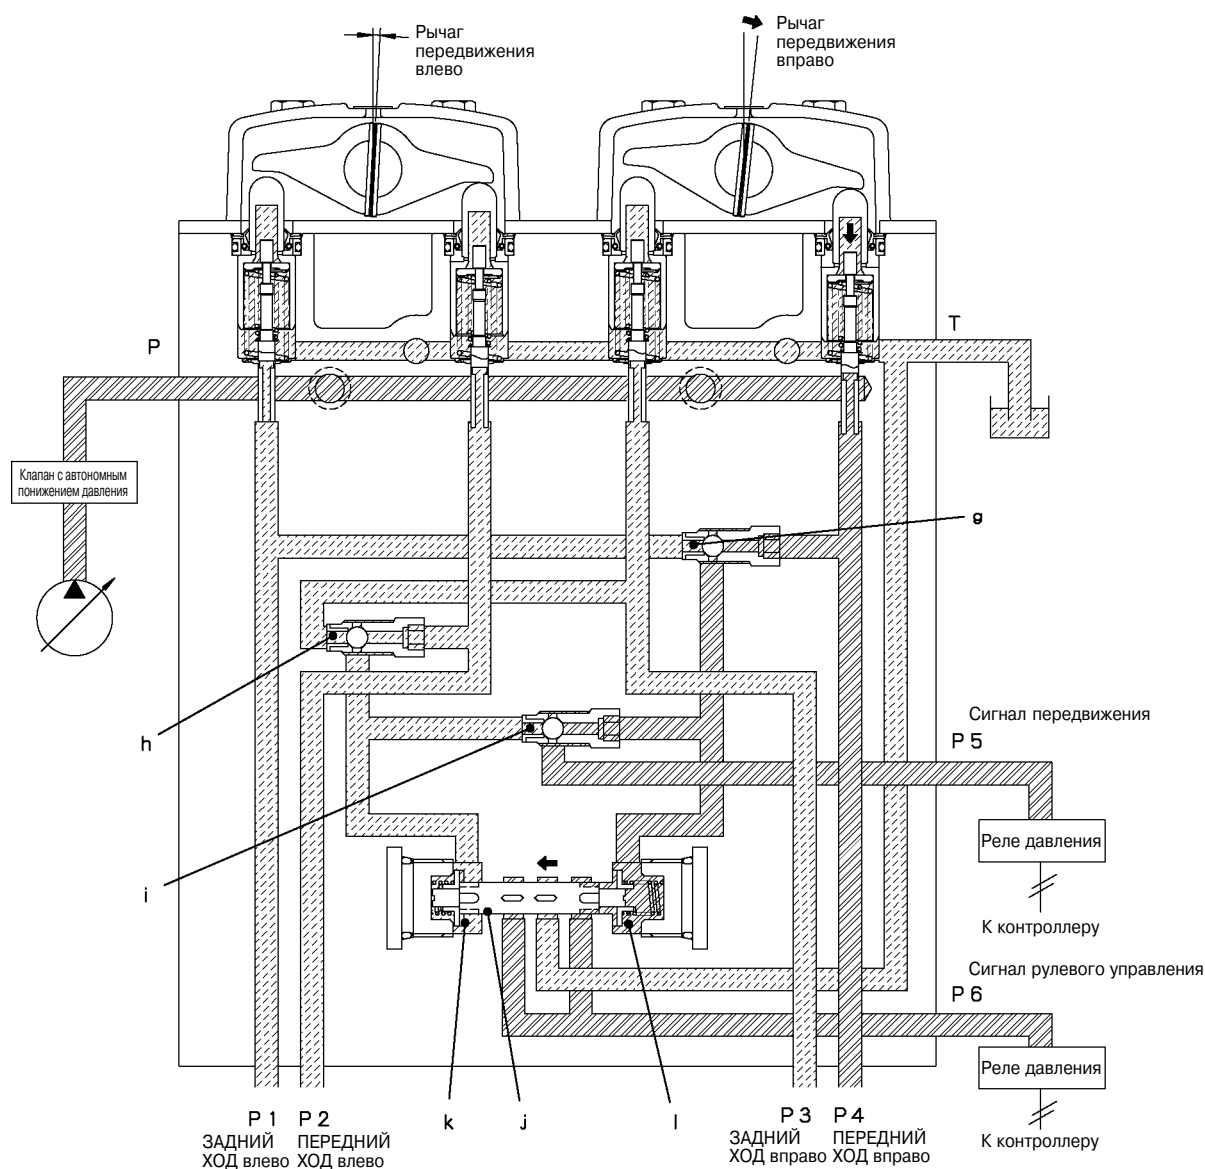 Рычаг
передвижения
влево
Рычаг
передвижения
вправо
P
T
Клапан с автономным
понижением давления
g
h
i
Сигнал передвижения
P 5
Реле давления
К контроллеру
Сигнал рулевого управления
P 6
Реле давления
К контроллеру
k
j
l
P 1
ЗАДНИЙ
ХОД влево
P 2
ПЕРЕДНИЙ
ХОД влево
P 3
ЗАДНИЙ
ХОД вправо
P 4
ПЕРЕДНИЙ
ХОД вправо